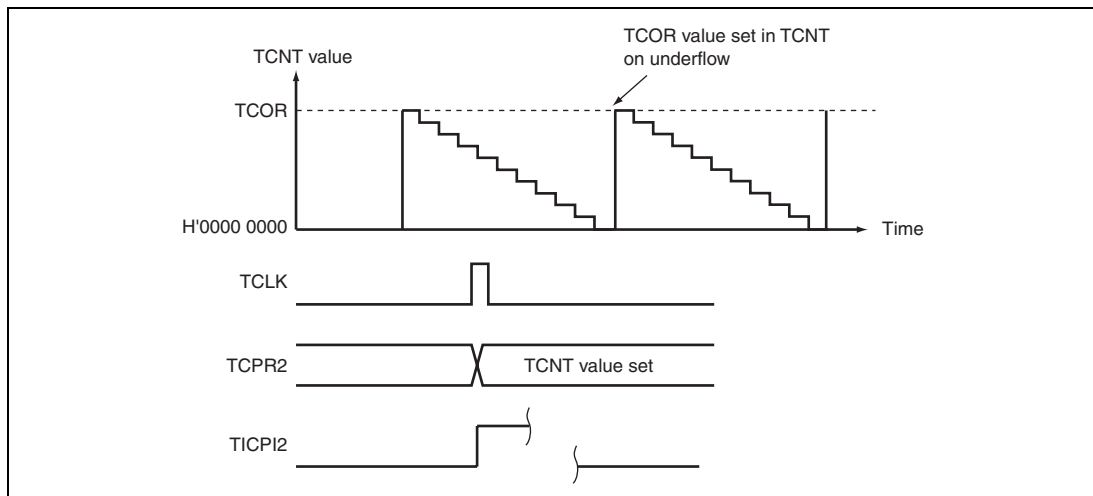 TCOR value set in TCNT
on underflow
TCNT value
TCOR
H'0000 0000
Time
TCLK
TCPR2
TCNT value set
TICPI2